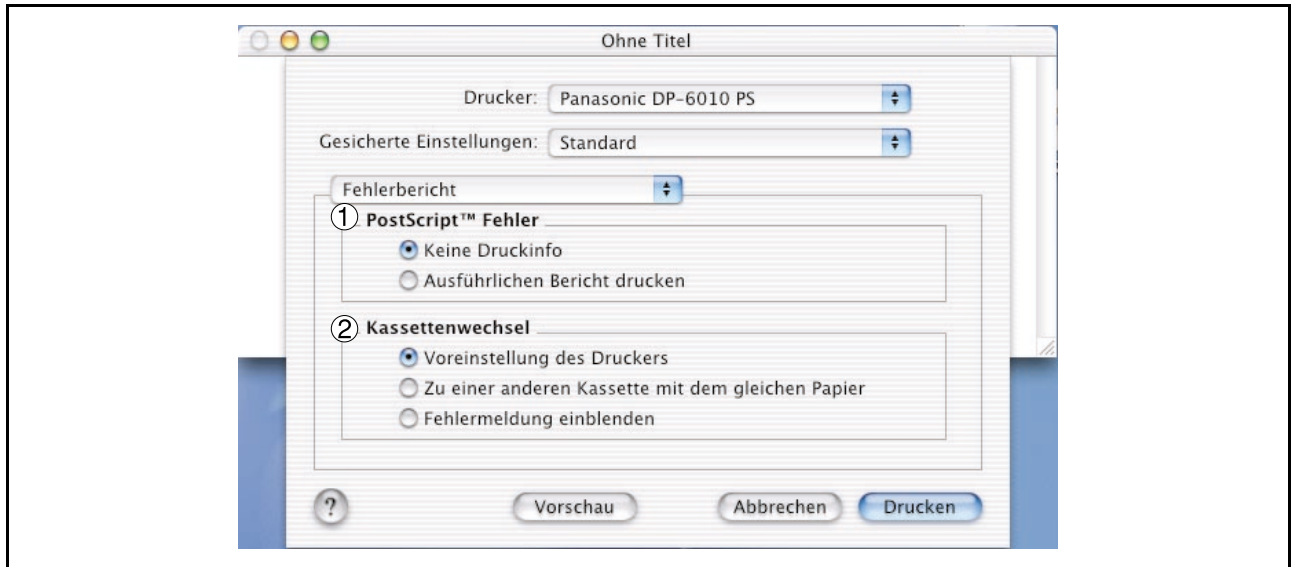 Ohne Titel
Drucker: Panasonic DP-6010 PS
Gesicherte Einstellungen: Standard
Fehlerbericht
① PostScript™ Fehler
Keine Druckinfo
Ausführlichen Bericht drucken
② Kassettenwechsel
Voreinstellung des Druckers
Zu einer anderen Kassette mit dem gleichen Papier
Fehlermeldung einblenden
? Vorschau Abbrechen Drucken